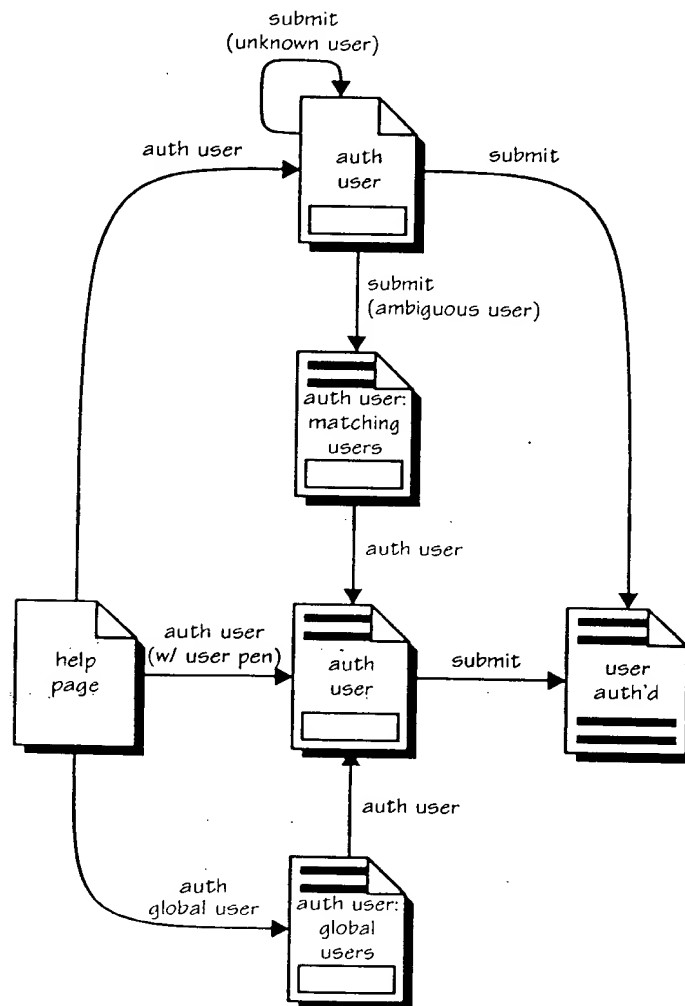 submit
(unknown user)
auth user
auth
user
submit
submit
(ambiguous user)
auth user:
matching
users
auth user
help
page
auth user
(w/ user pen)
auth
user
submit
user
auth'd
auth user
auth
global user
auth user:
global
users